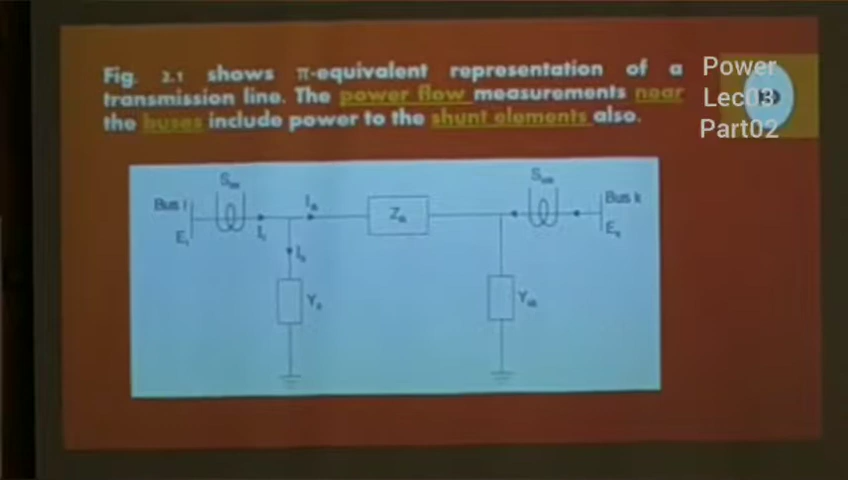 Fig. 2.1 shows π-equivalent representation of a
transmission line. The power flow measurements near
the buses include power to the shunt elements also.
Power
Lec03
Part02
Bus i
Bus k